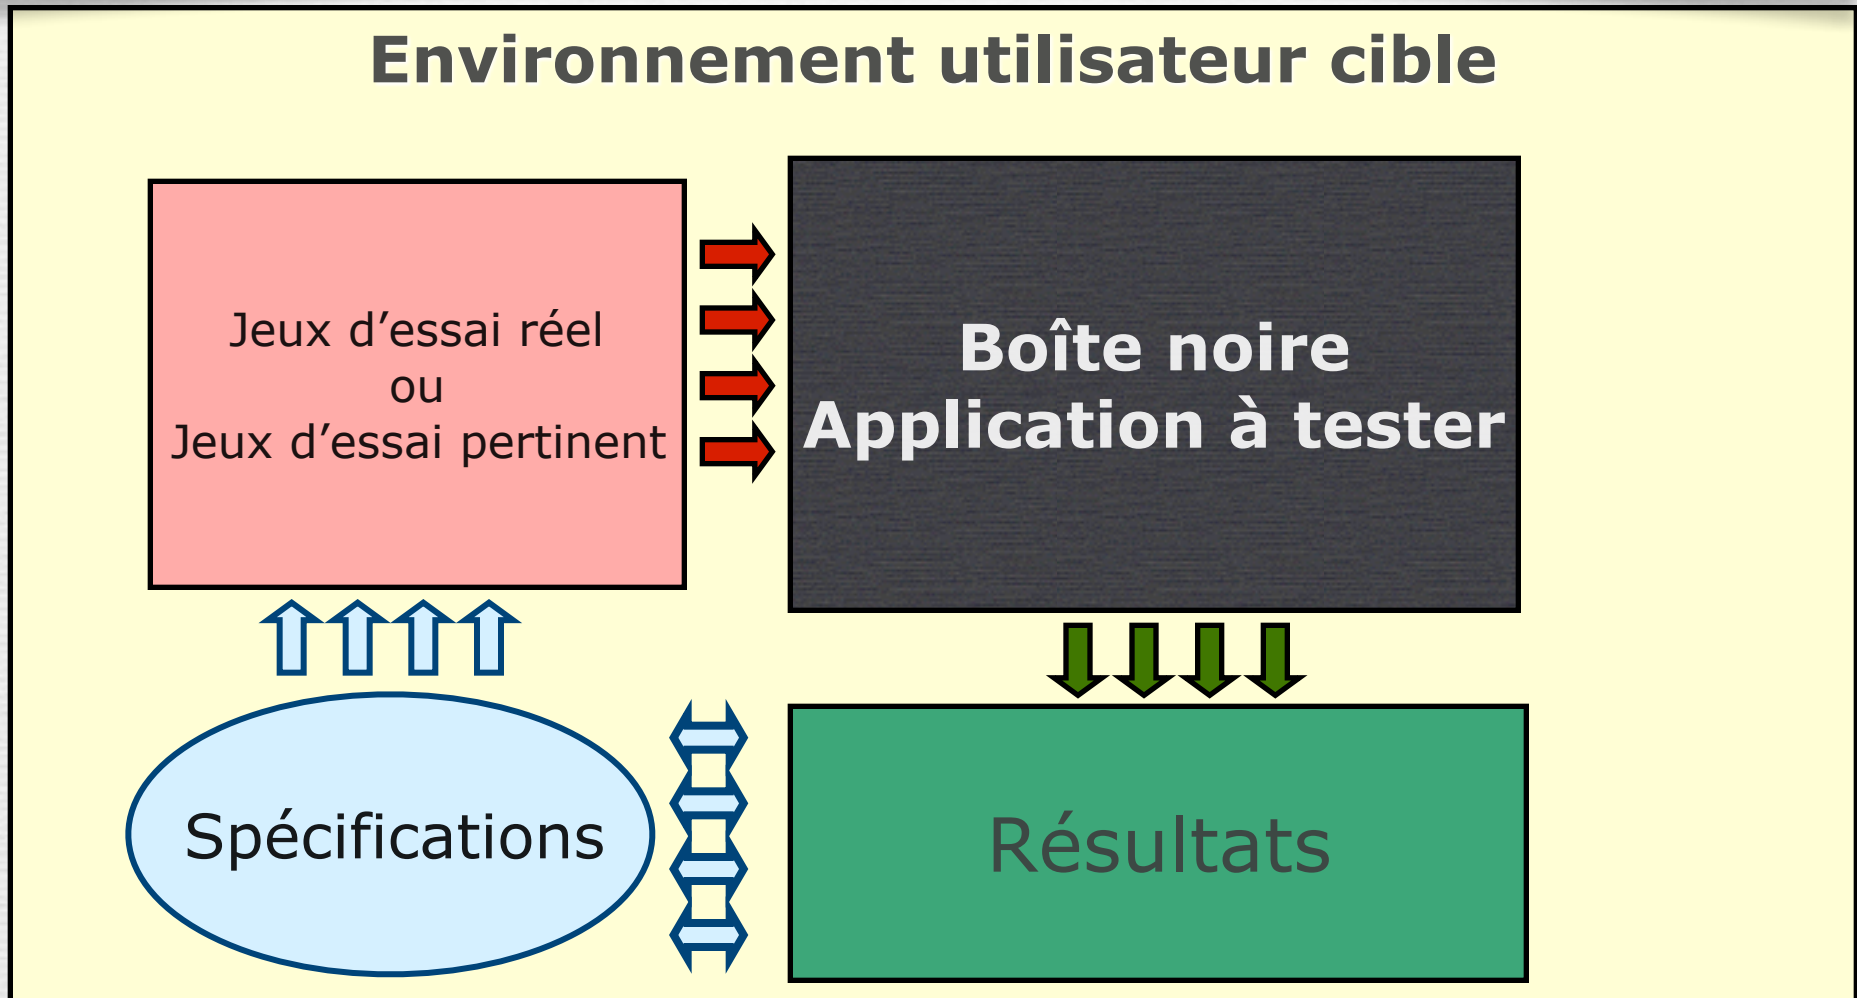 Environnement utilisateur cible
Jeux d’essai réel
ou
Jeux d’essai pertinent
Boîte noire
Application à tester
Spécifications
Résultats